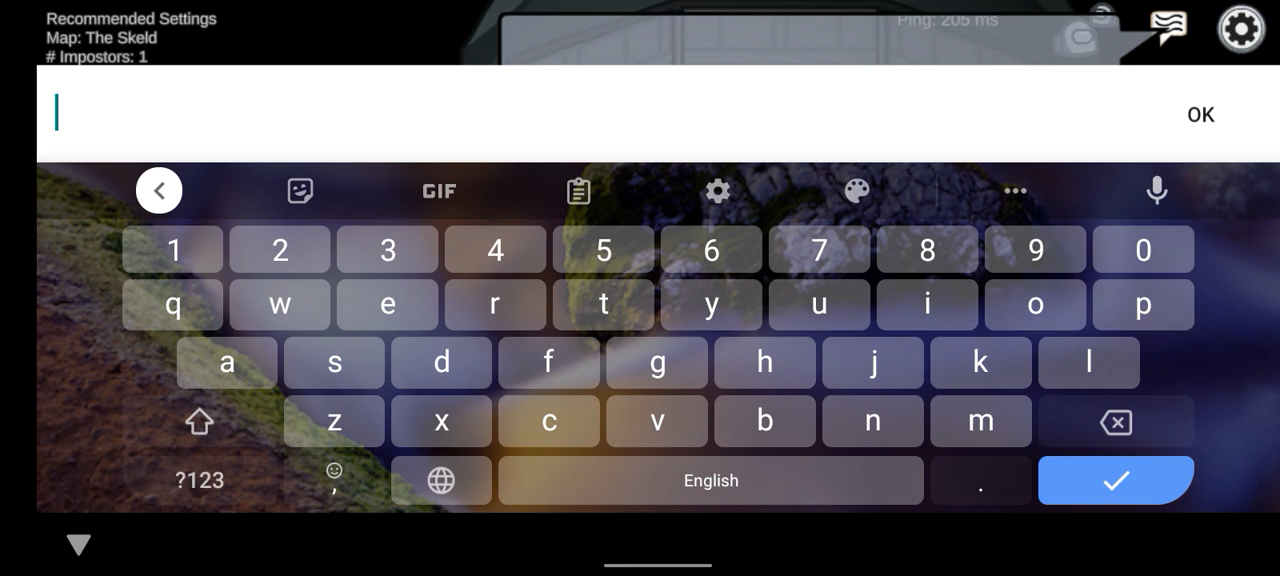 Recommended Settings
Map: The Skeld
# Impostors: 1
Ping: 205 ms
OK
GIF
1 2 3 4 5 6 7 8 9 0
q w e r t y u i o p
a s d f g h j k l
z x c v b n m
?123 , English .